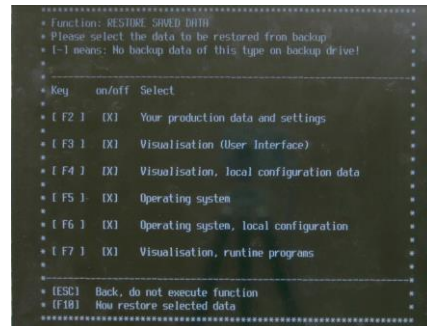 * Function: RESTORE SAVED DATA
* Please select the data to be restored from backup
* [-] means: No backup data of this type on backup drive!
* Key on/off Select
* [ F2 ] [X] Your production data and settings
* [ F3 ] [X] Visualisation (User Interface)
* [ F4 ] [X] Visualisation, local configuration data
* [ F5 ] [X] Operating system
* [ F6 ] [X] Operating system, local configuration
* [ F7 ] [X] Visualisation, runtime programs
* [ESC] Back, do not execute function
* [F10] Now restore selected data